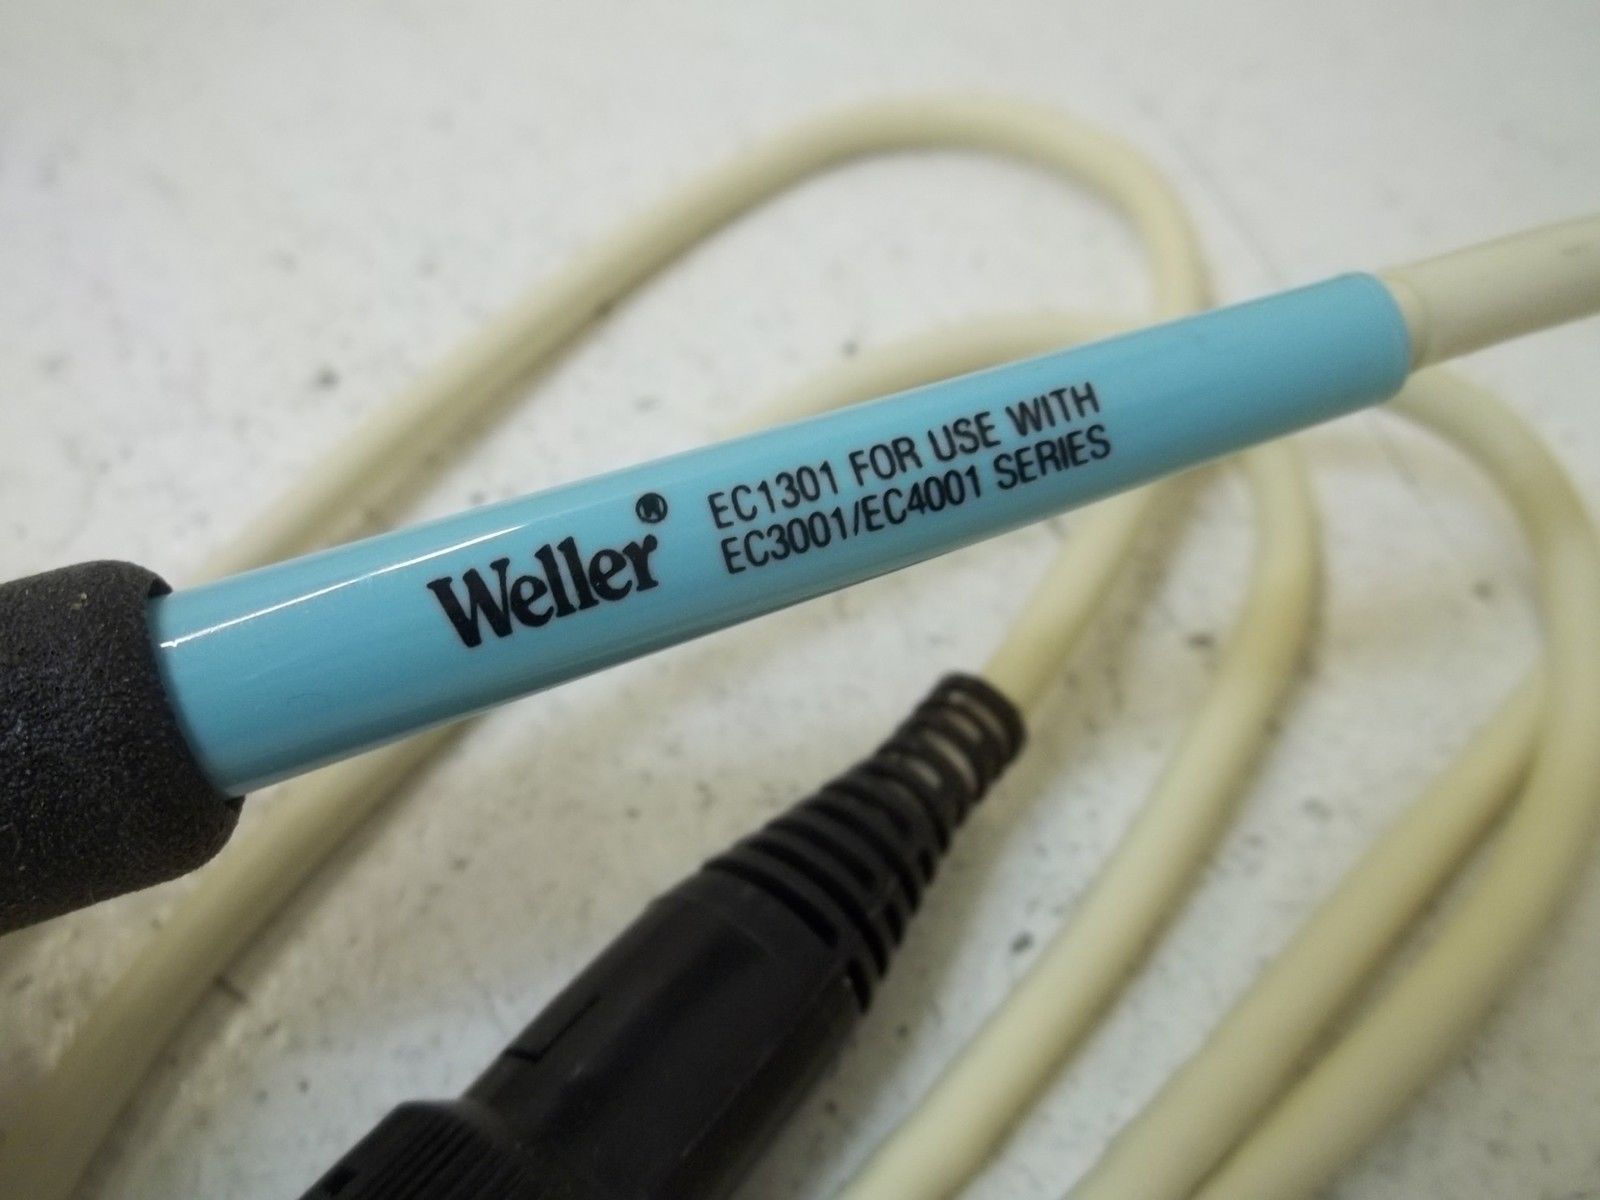 Weller®
EC1301 FOR USE WITH
EC3001/EC4001 SERIES